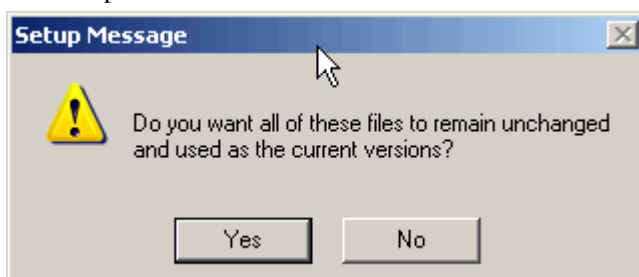 Setup Message
Do you want all of these files to remain unchanged
and used as the current versions?
Yes
No